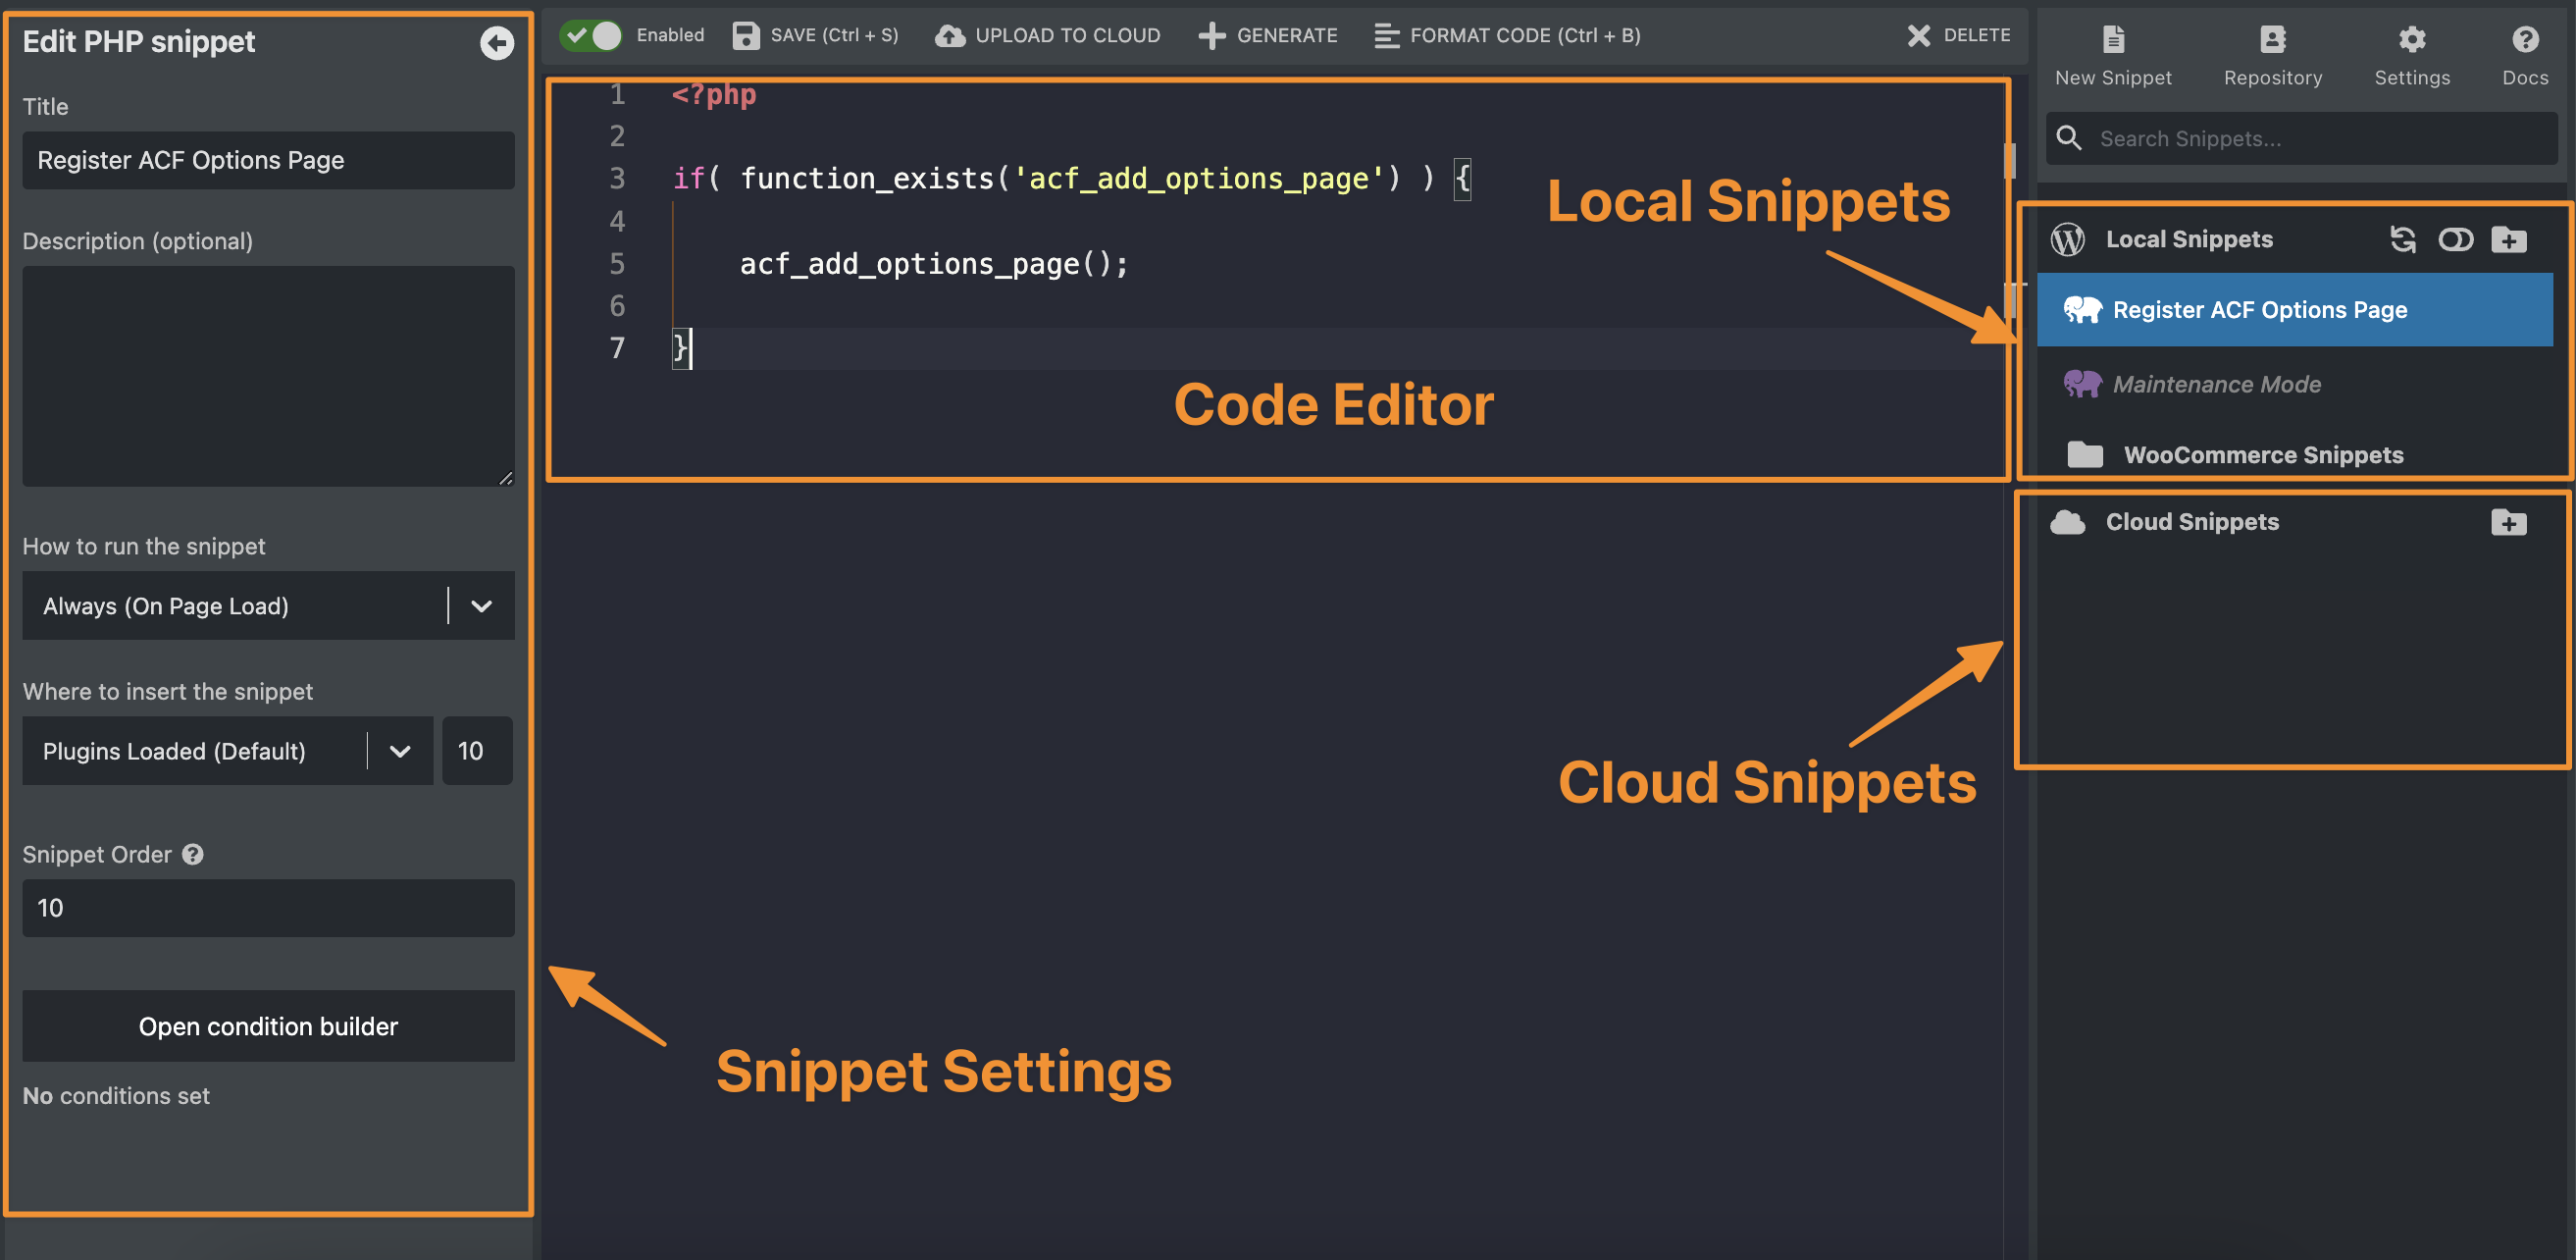 Edit PHP snippet
Title
Register ACF Options Page
Description (optional)
How to run the snippet
Always (On Page Load)
Where to insert the snippet
Plugins Loaded (Default)
10
Snippet Order
10
Open condition builder
No conditions set
Enabled
SAVE (Ctrl + S)
UPLOAD TO CLOUD
GENERATE
FORMAT CODE (Ctrl + B)
DELETE
1 <?php
2
3 if( function_exists('acf_add_options_page') ) {
4
5 acf_add_options_page();
6
7 }
Code Editor
Local Snippets
Cloud Snippets
Snippet Settings
New Snippet
Repository
Settings
Docs
Search Snippets...
Local Snippets
Register ACF Options Page
Maintenance Mode
WooCommerce Snippets
Cloud Snippets